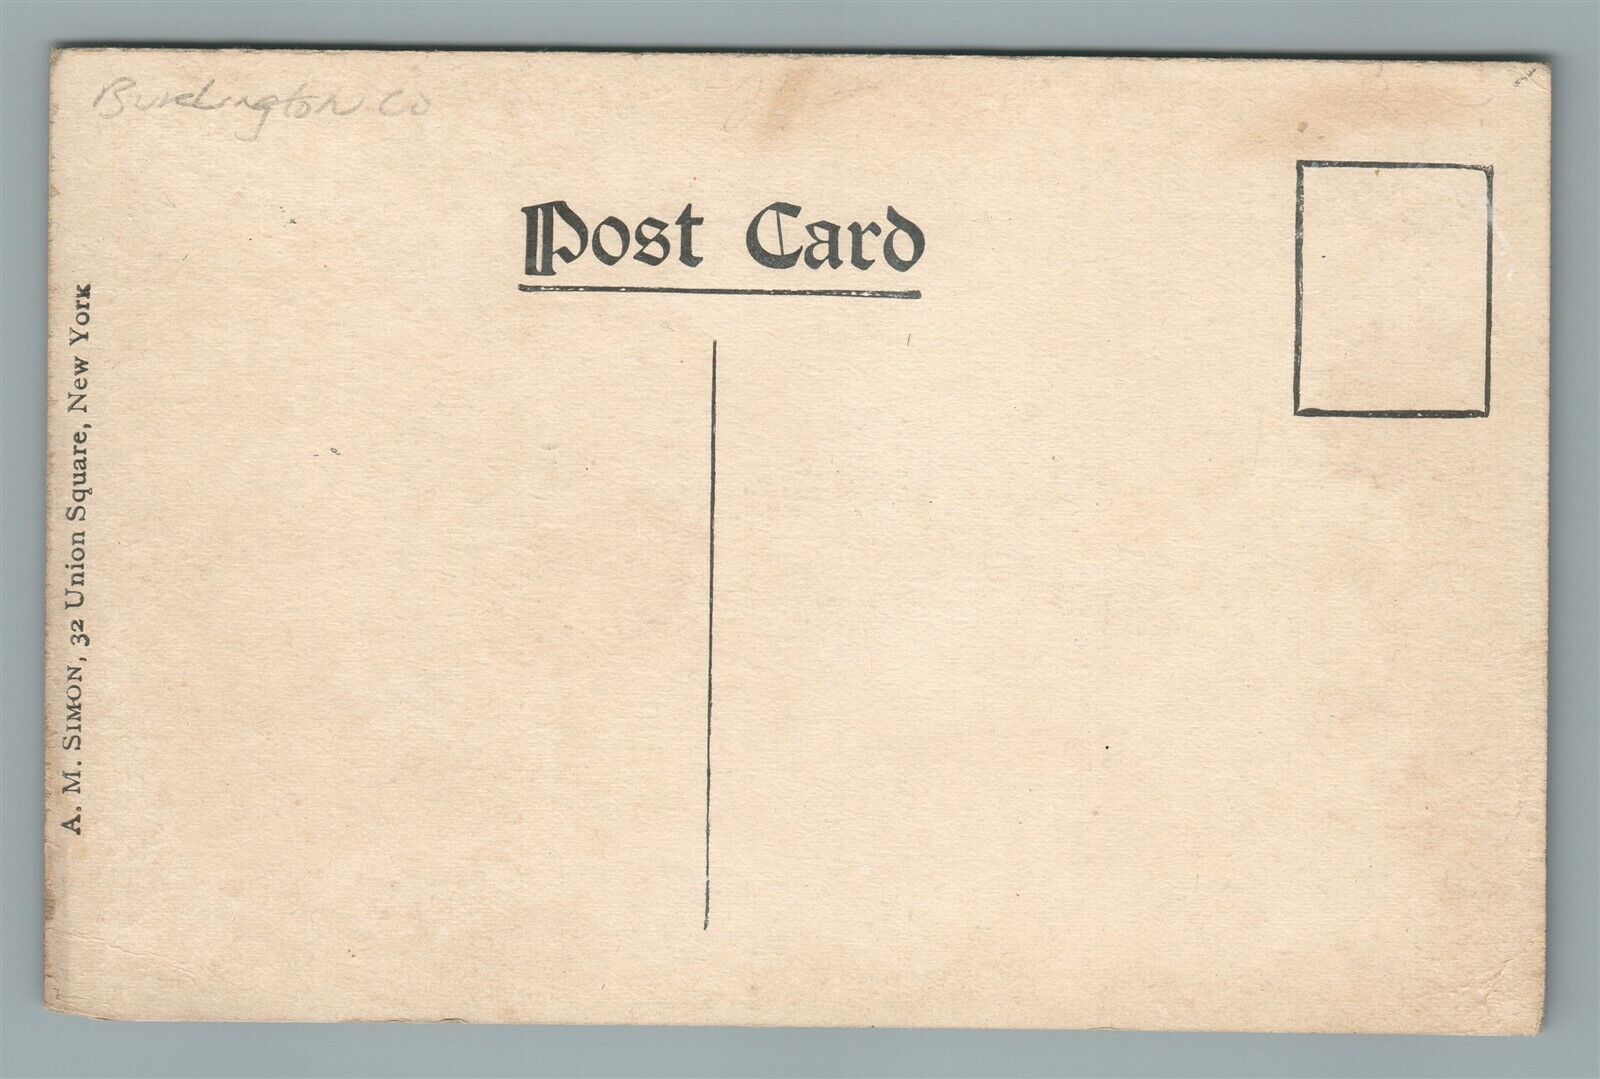 Burlington Co
Post Card
A. M. SIMON, 32 Union Square, New York